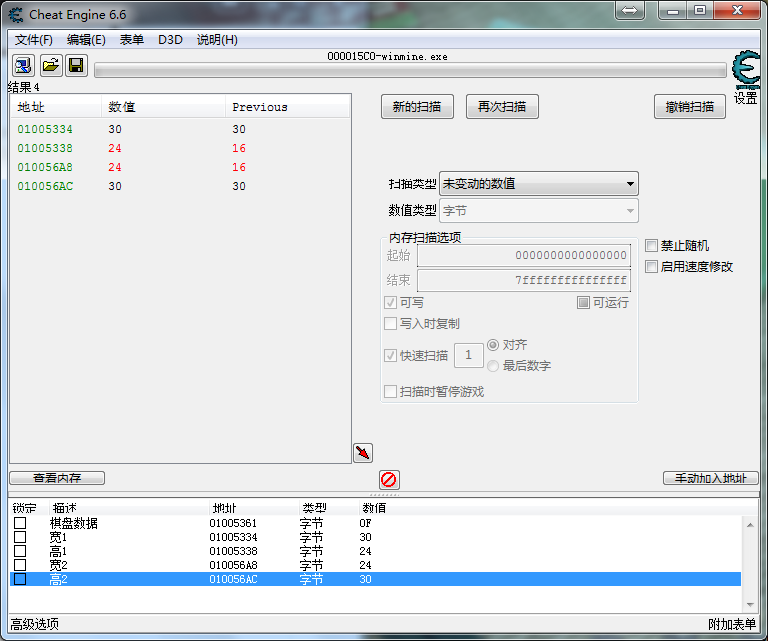 Cheat Engine 6.6
文件(F) 编辑(E) 表单 D3D 说明(H)
000015C0-winmine.exe
设置
结果 4
地址 数值 Previous
01005334 30 30
01005338 24 16
010056A8 24 16
010056AC 30 30
新的扫描 再次扫描 撤销扫描
扫描类型 未变动的数值
数值类型 字节
内存扫描选项
起始 0000000000000000
结束 7fffffffffffffff
可写 可运行
写入时复制
快速扫描 1 对齐
最后数字
扫描时暂停游戏
禁止随机
启用速度修改
查看内存 手动加入地址
锁定 描述 地址 类型 数值
棋盘数据 01005361 字节 0F
宽1 01005334 字节 30
高1 01005338 字节 24
宽2 010056A8 字节 24
高2 010056AC 字节 30
高级选项 附加表单